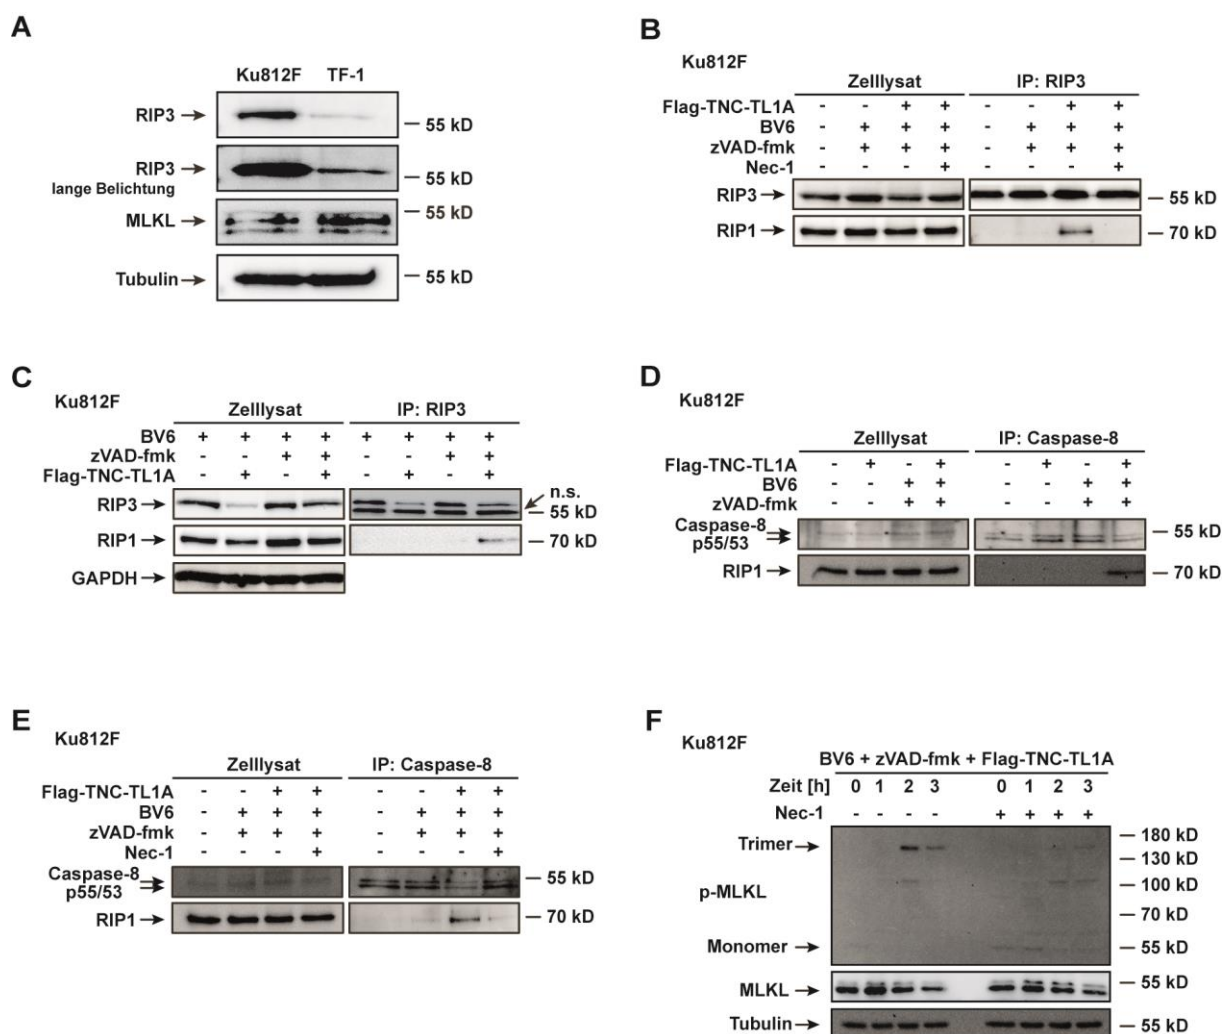 A
Ku812F TF-1
RIP3
55 kD
RIP3
lange Belichtung
55 kD
MLKL
55 kD
Tubulin
55 kD
B
Ku812F
Zelllysat IP: RIP3
Flag-TNC-TL1A - - + + - - + +
BV6 - + + + - + + +
zVAD-fmk - + + + - + + +
Nec-1 - - - + - - - +
RIP3
55 kD
RIP1
70 kD
C
Ku812F
Zelllysat IP: RIP3
BV6 + + + + + + + +
zVAD-fmk - - + + - - + +
Flag-TNC-TL1A - + - + - + - +
RIP3
n.s.
55 kD
RIP1
70 kD
GAPDH
D
Ku812F
Zelllysat IP: Caspase-8
Flag-TNC-TL1A - + - + - + - +
BV6 - - + + - - + +
zVAD-fmk - - + + - - + +
Caspase-8
p55/53
55 kD
RIP1
70 kD
E
Ku812F
Zelllysat IP: Caspase-8
Flag-TNC-TL1A - - + + - - + +
BV6 - + + + - + + +
zVAD-fmk - + + + - + + +
Nec-1 - - - + - - - +
Caspase-8
p55/53
55 kD
RIP1
70 kD
F
Ku812F
BV6 + zVAD-fmk + Flag-TNC-TL1A
Zeit [h] 0 1 2 3 0 1 2 3
Nec-1 - - - - + + + +
Trimer
180 kD
130 kD
p-MLKL
100 kD
70 kD
Monomer
55 kD
MLKL
55 kD
Tubulin
55 kD